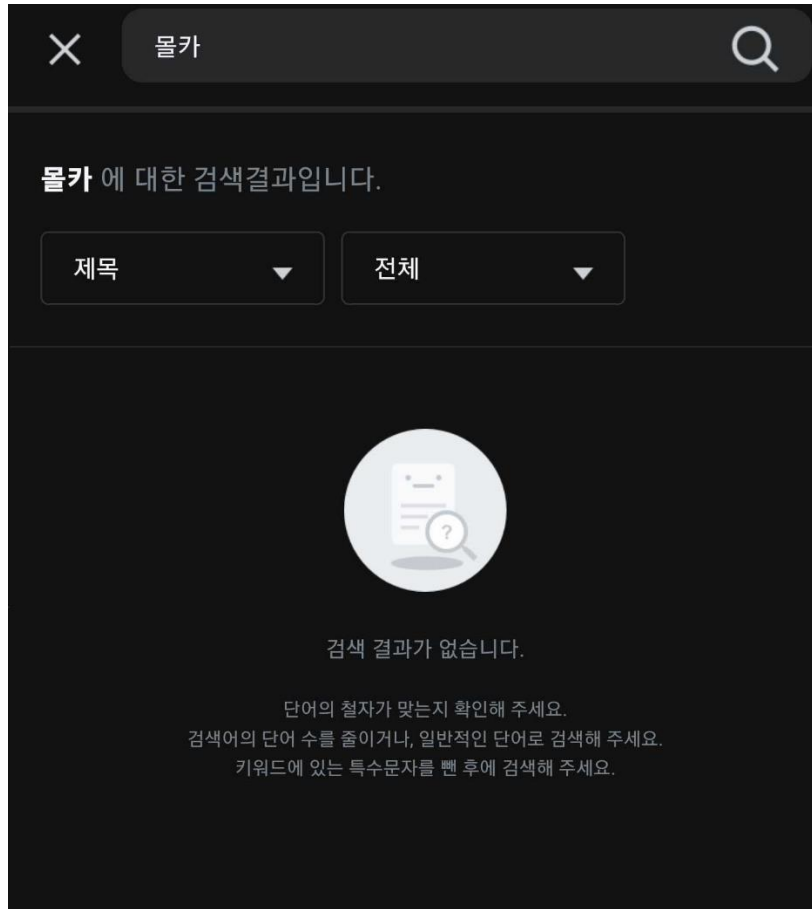 몰카
몰카 에 대한 검색결과입니다.
제목
전체
?
검색 결과가 없습니다.
단어의 철자가 맞는지 확인해 주세요.
검색어의 단어 수를 줄이거나, 일반적인 단어로 검색해 주세요.
키워드에 있는 특수문자를 뺀 후에 검색해 주세요.